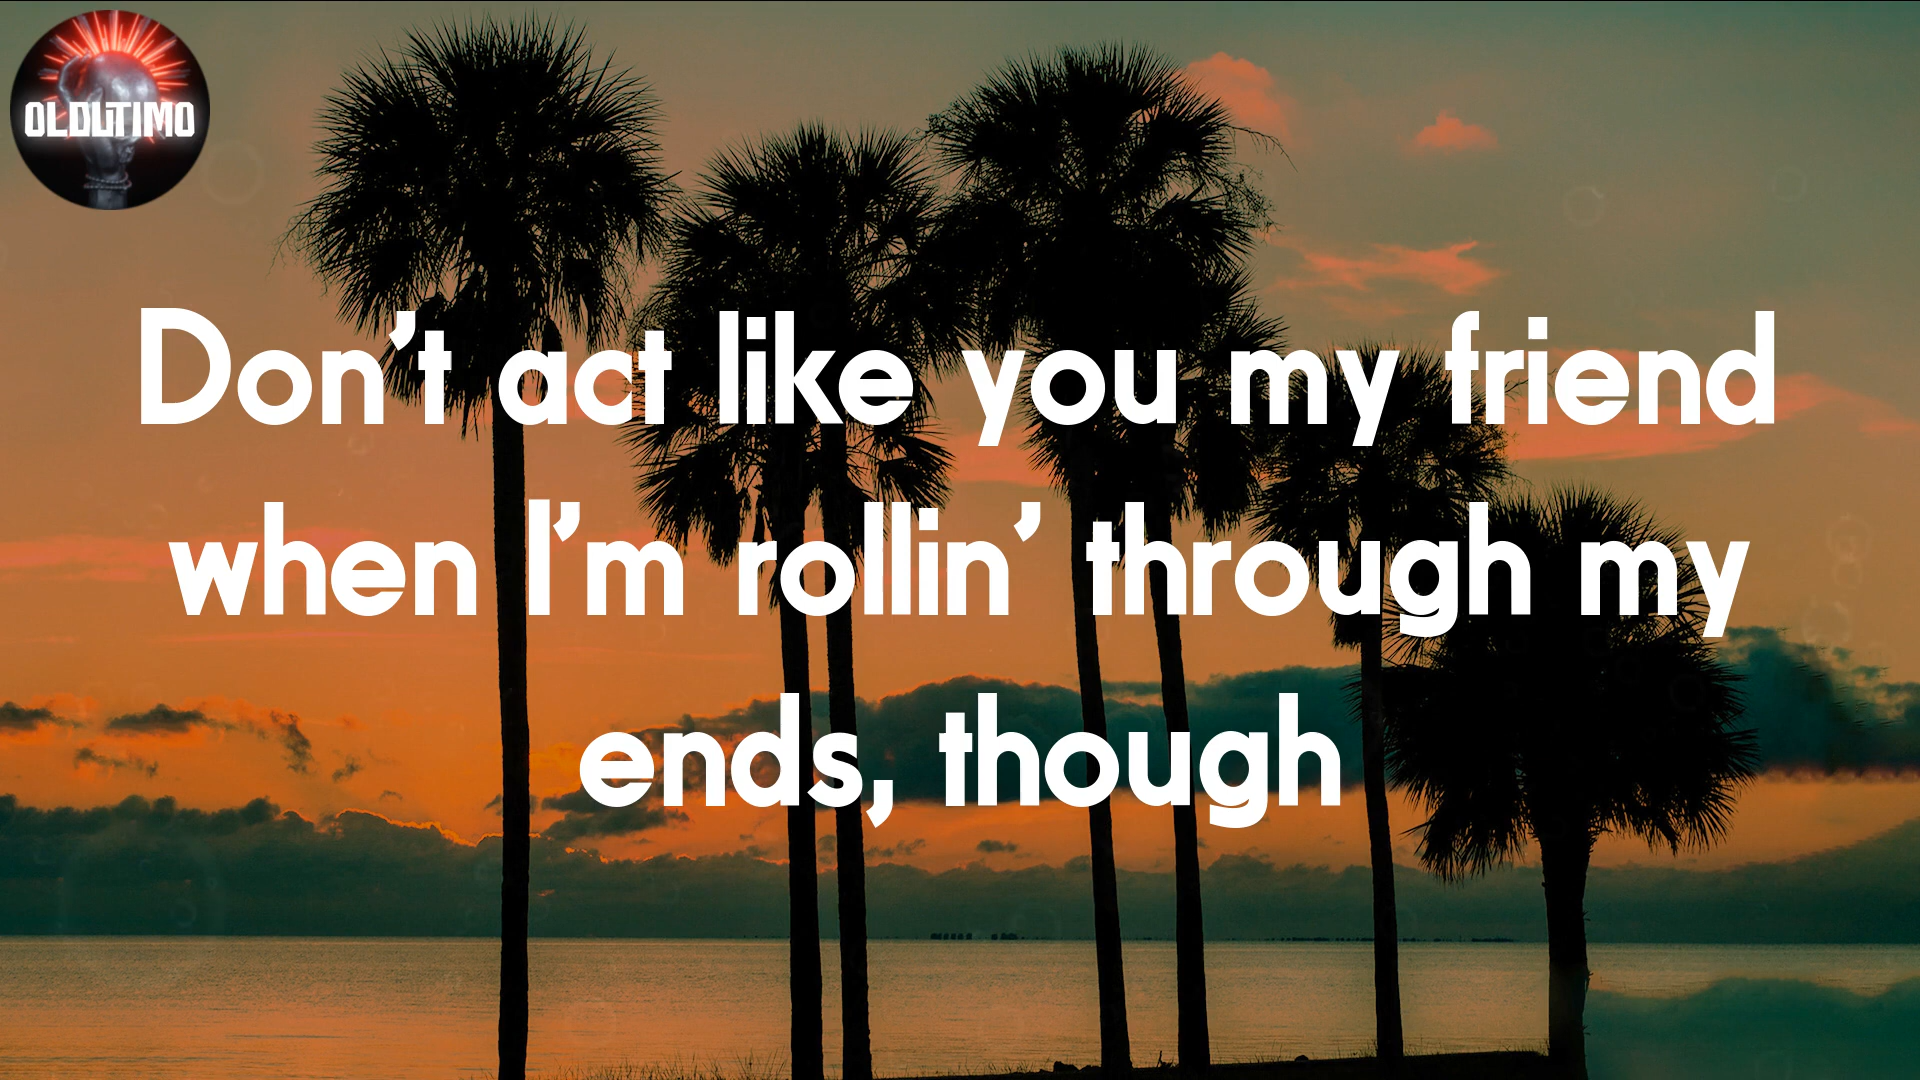 OLDUTIMO
Don't act like you my friend
when I'm rollin' through my
ends, though